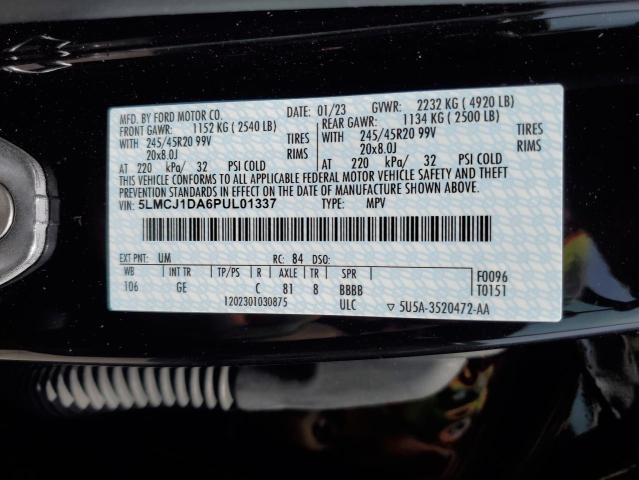 MFD. BY FORD MOTOR CO.
DATE: 01/23 GVWR: 2232 KG ( 4920 LB)
FRONT GAWR: 1152 KG ( 2540 LB) REAR GAWR: 1134 KG ( 2500 LB)
WITH 245/45R20 99V TIRES WITH 245/45R20 99V TIRES
20x8.0J RIMS 20x8.0J RIMS
AT 220 kPa/ 32 PSI COLD AT 220 kPa/ 32 PSI COLD
THIS VEHICLE CONFORMS TO ALL APPLICABLE FEDERAL MOTOR VEHICLE SAFETY AND THEFT
PREVENTION STANDARDS IN EFFECT ON THE DATE OF MANUFACTURE SHOWN ABOVE.
VIN: 5LMCJ1DA6PUL01337 TYPE: MPV
EXT PNT: UM RC: 84 DSO:
WB INT TR TP/PS R AXLE TR SPR F0096
106 GE C 81 8 BBBB T0151
1202301030875 ULC ▽ 5U5A-3520472-AA